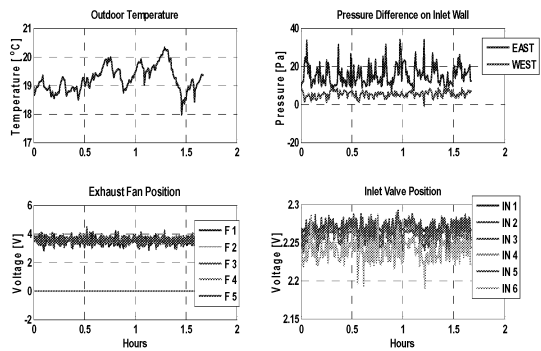 Outdoor Temperature
Temperature [°C]
21
20
19
18
17
0 0.5 1 1.5 2
Pressure Difference on Inlet Wall
Pressure [Pa]
40
20
0
-20
0 0.5 1 1.5 2
Hours
EAST
WEST
Exhaust Fan Position
Voltage [V]
6
4
2
0
-2
0 0.5 1 1.5 2
Hours
F 1
F 2
F 3
F 4
F 5
Inlet Valve Position
Voltage [V]
2.3
2.25
2.2
2.15
0 0.5 1 1.5 2
Hours
IN 1
IN 2
IN 3
IN 4
IN 5
IN 6